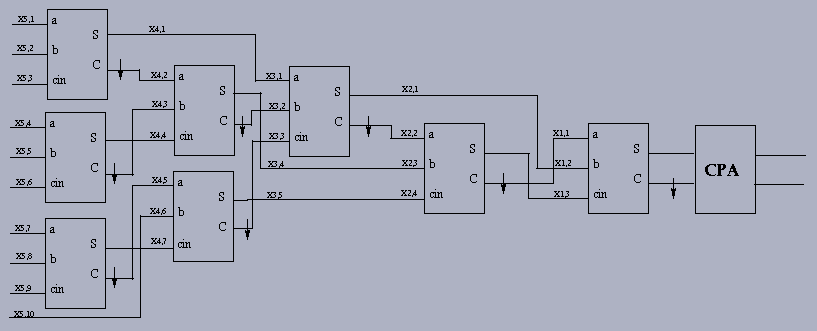 X5,1 a S X4,1
X5,2 b
X5,3 cin C X4,2 a S X3,1 a S X2,1
X4,3 b C X3,2 b C X2,2 a S X1,1 a S
X5,4 a S X4,4 cin X3,3 cin
X5,5 b C X3,4 X2,3 b C X1,2 b C CPA
X5,6 cin X4,5 a S X3,5 X2,4 cin X1,3 cin
X4,6 b C
X5,7 a S X4,7 cin
X5,8 b C
X5,9 cin
X5,10